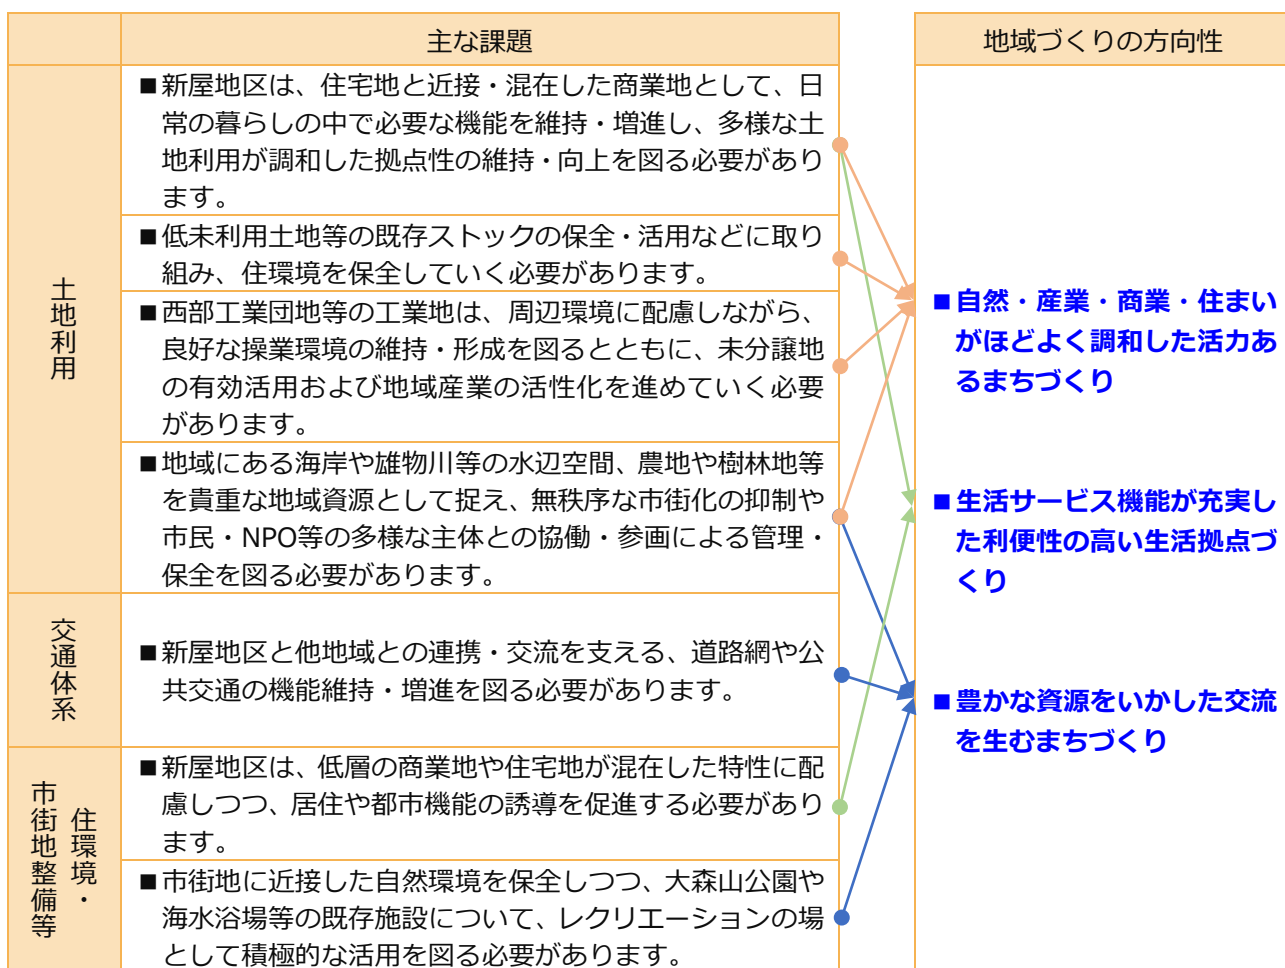 主な課題
地域づくりの方向性
土地利用
■新屋地区は、住宅地と近接・混在した商業地として、日
常の暮らしの中で必要な機能を維持・増進し、多様な土
地利用が調和した拠点性の維持・向上を図る必要があり
ます。
■低未利用土地等の既存ストックの保全・活用などに取り
組み、住環境を保全していく必要があります。
■西部工業団地等の工業地は、周辺環境に配慮しながら、
良好な操業環境の維持・形成を図るとともに、未分譲地
の有効活用および地域産業の活性化を進めていく必要
があります。
■地域にある海岸や雄物川等の水辺空間、農地や樹林地等
を貴重な地域資源として捉え、無秩序な市街化の抑制や
市民・NPO等の多様な主体との協働・参画による管理・
保全を図る必要があります。
交通体系
■新屋地区と他地域との連携・交流を支える、道路網や公
共交通の機能維持・増進を図る必要があります。
住環境・
市街地整備等
■新屋地区は、低層の商業地や住宅地が混在した特性に配
慮しつつ、居住や都市機能の誘導を促進する必要があり
ます。
■市街地に近接した自然環境を保全しつつ、大森山公園や
海水浴場等の既存施設について、レクリエーションの場
として積極的な活用を図る必要があります。
■自然・産業・商業・住まい
がほどよく調和した活力あ
るまちづくり
■生活サービス機能が充実し
た利便性の高い生活拠点づ
くり
■豊かな資源をいかした交流
を生むまちづくり